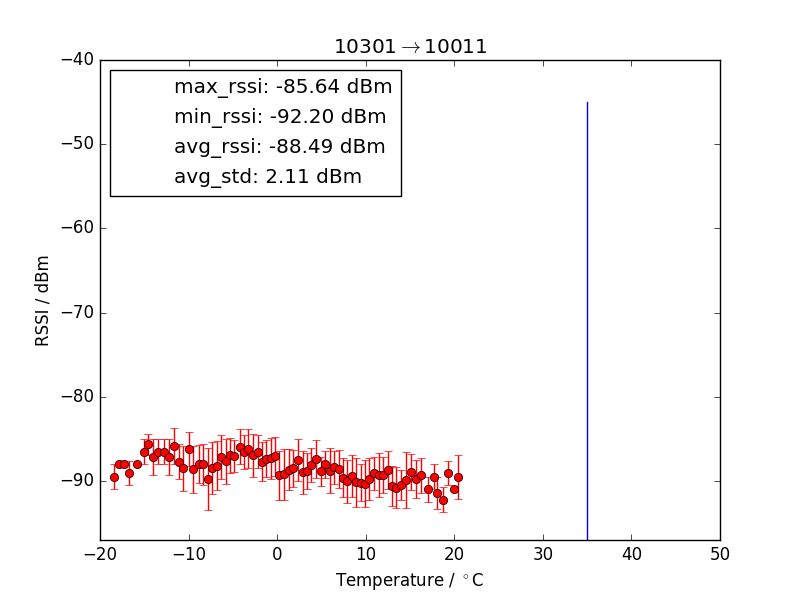 10301→10011
max_rssi: -85.64 dBm
min_rssi: -92.20 dBm
avg_rssi: -88.49 dBm
avg_std: 2.11 dBm
RSSI / dBm
−40
−50
−60
−70
−80
−90
−20 −10 0 10 20 30 40 50
Temperature / °C